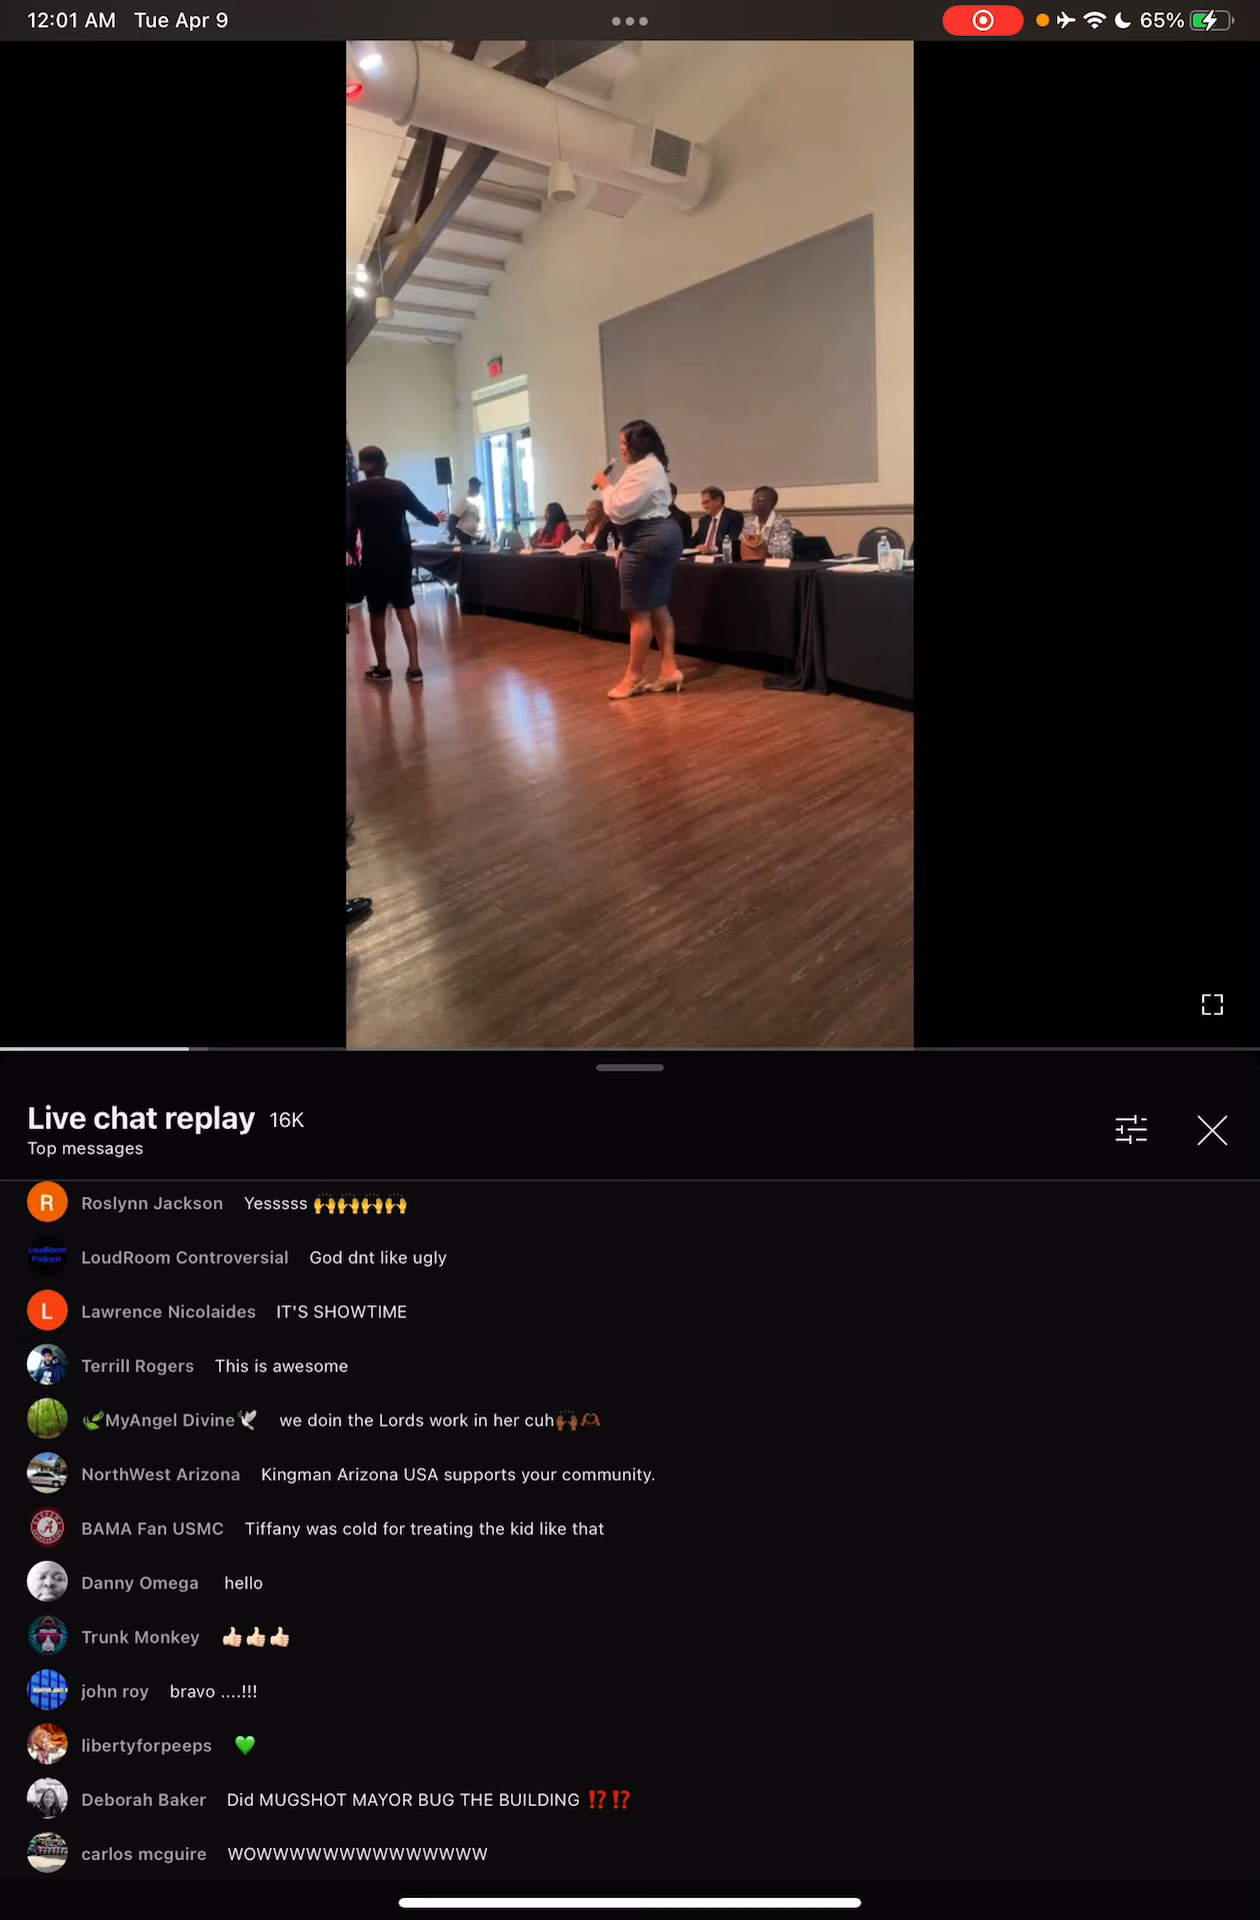 12:01 AM Tue Apr 9
65%
Live chat replay 16K
Top messages
R Roslynn Jackson Yesssss 🙌🙌🙌🙌
LoudRoom Podcast LoudRoom Controversial God dnt like ugly
L Lawrence Nicolaides IT'S SHOWTIME
Terrill Rogers This is awesome
🌿MyAngel Divine🕊 we doin the Lords work in her cuh🙌🏾🫶🏾
NorthWest Arizona Kingman Arizona USA supports your community.
BAMA Fan USMC Tiffany was cold for treating the kid like that
Danny Omega hello
Trunk Monkey 👍🏻👍🏻👍🏻
john roy bravo ....!!!
libertyforpeeps 💚
Deborah Baker Did MUGSHOT MAYOR BUG THE BUILDING ⁉️⁉️
carlos mcguire WOWWWWWWWWWWWWWWW